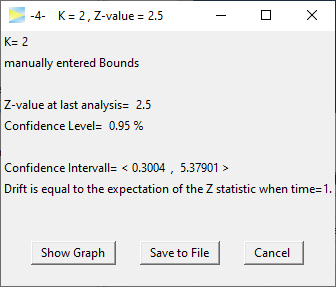 -4- K = 2 , Z-value = 2.5
K= 2
manually entered Bounds
Z-value at last analysis= 2.5
Confidence Level= 0.95 %
Confidence Intervall= < 0.3004 , 5.37901 >
Drift is equal to the expectation of the Z statistic when time=1.
Show Graph Save to File Cancel